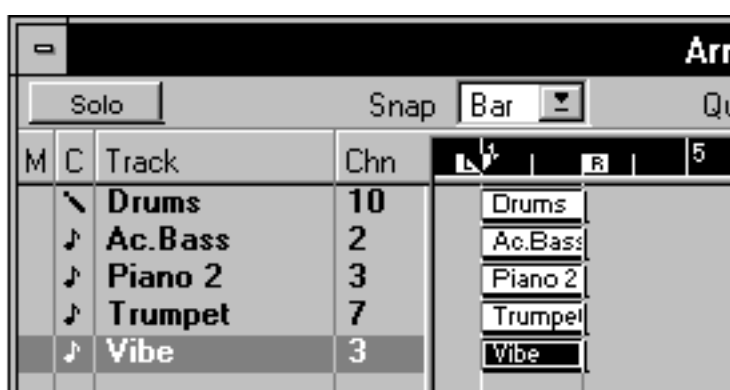 Arr
Solo Snap Bar Qu
M C Track Chn L 1 R 5
Drums 10 Drums
Ac.Bass 2 Ac.Bass
Piano 2 3 Piano 2
Trumpet 7 Trumpet
Vibe 3 Vibe